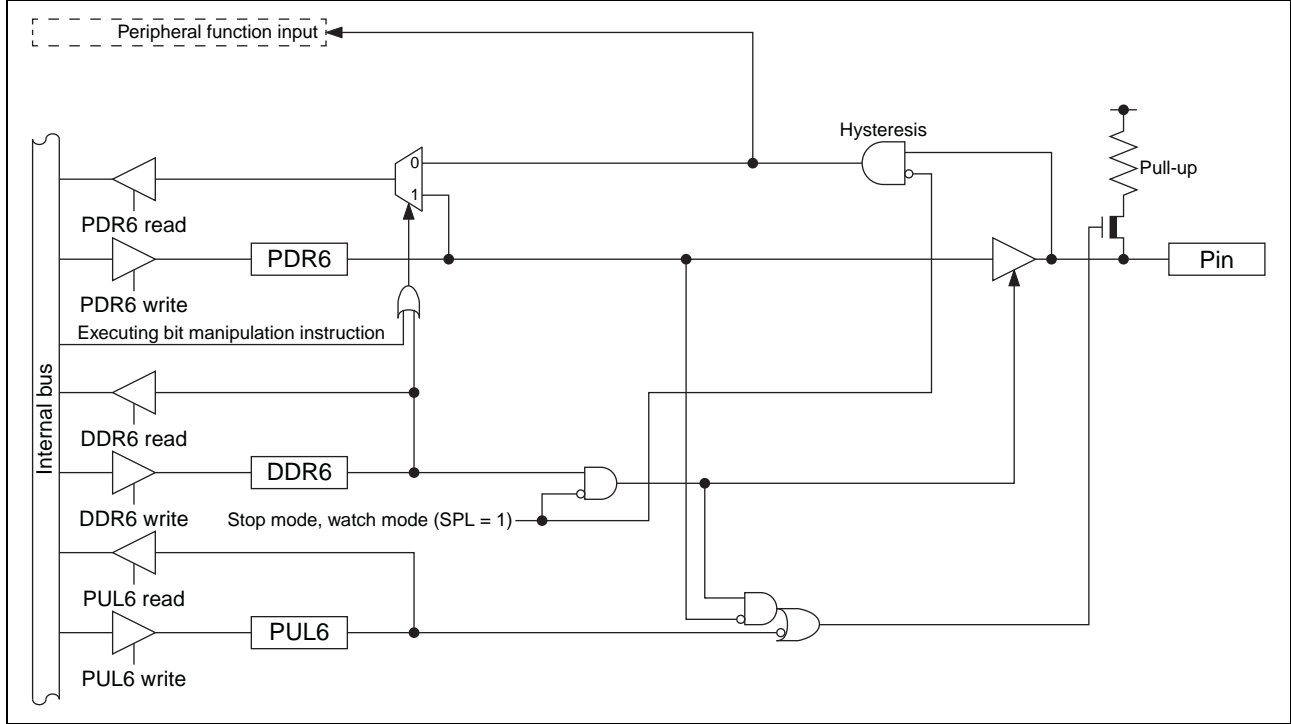 Peripheral function input
Hysteresis
0
Pull-up
1
PDR6 read
PDR6
Pin
PDR6 write
Executing bit manipulation instruction
Internal bus
DDR6 read
DDR6
DDR6 write
Stop mode, watch mode (SPL = 1)
PUL6 read
PUL6
PUL6 write